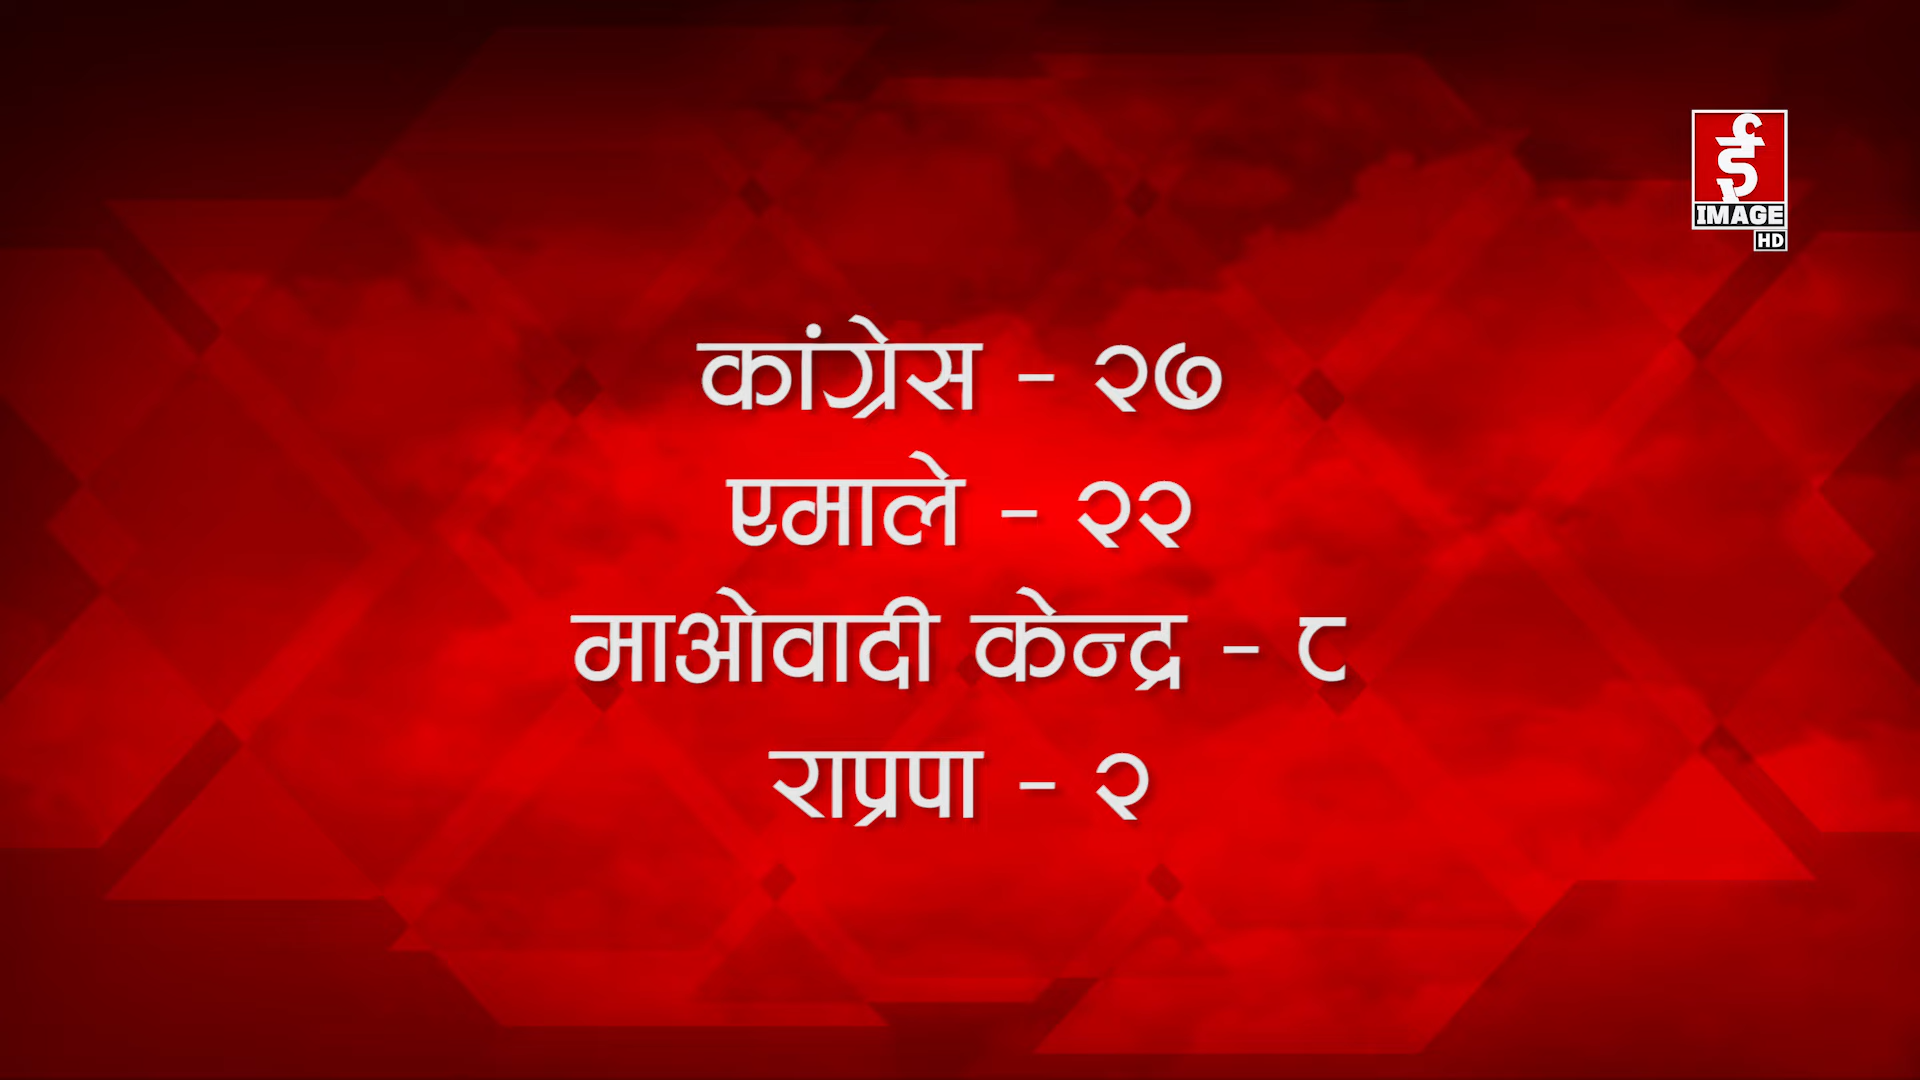 IMAGE
HD
कांग्रेस - २७
एमाले - २२
माओवादी केन्द्र - ८
राप्रपा - २